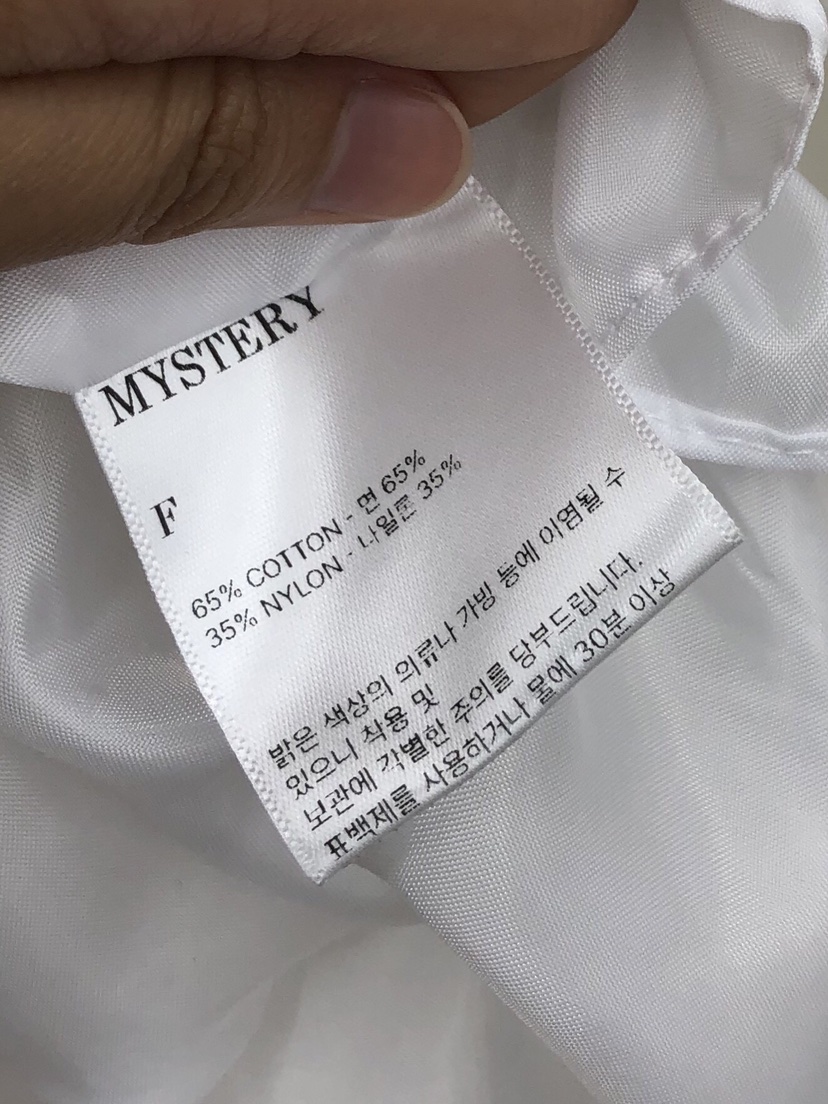 MYSTERY
F
65% COTTON - 면 65%
35% NYLON - 나일론 35%
밝은 색상의 의류나 가방 등에 이염될 수
있으니 착용 및
보관에 각별한 주의를 당부드립니다.
표백제를 사용하거나 물에 30분 이상